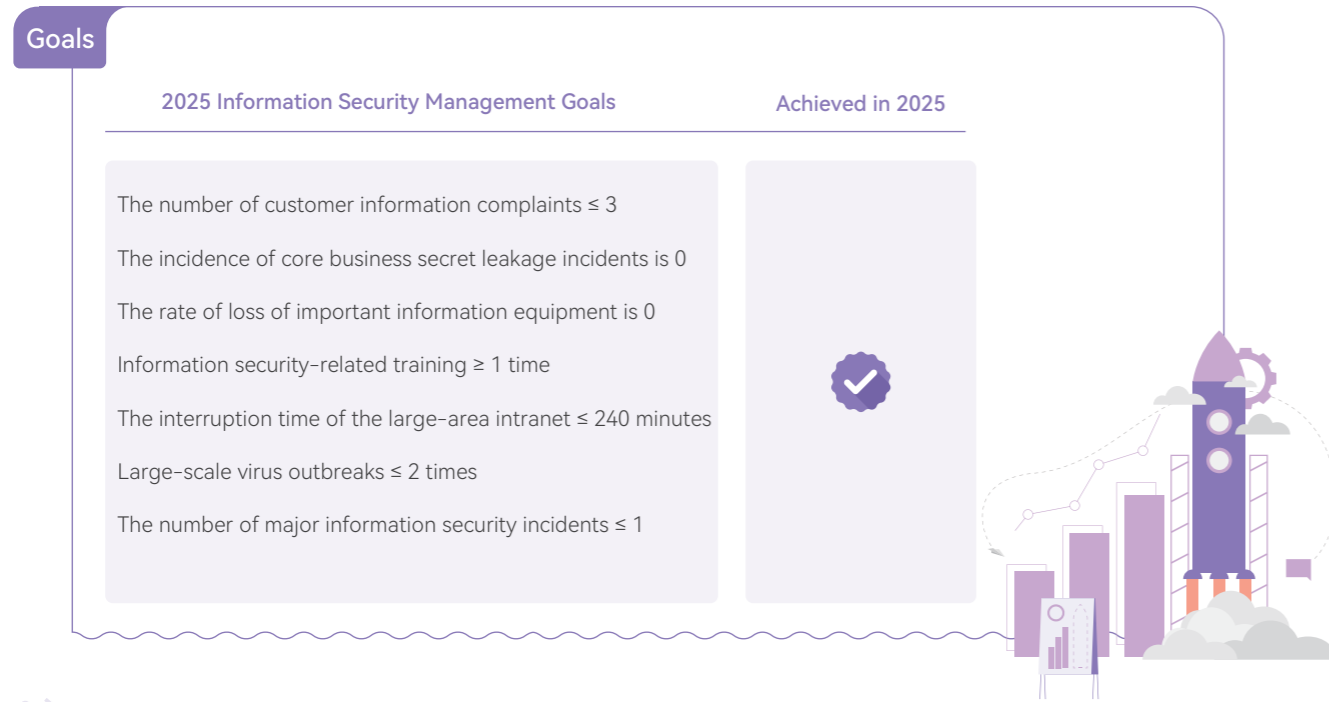 Goals
2025 Information Security Management Goals
Achieved in 2025
The number of customer information complaints ≤ 3
The incidence of core business secret leakage incidents is 0
The rate of loss of important information equipment is 0
Information security-related training ≥ 1 time
The interruption time of the large-area intranet ≤ 240 minutes
Large-scale virus outbreaks ≤ 2 times
The number of major information security incidents ≤ 1